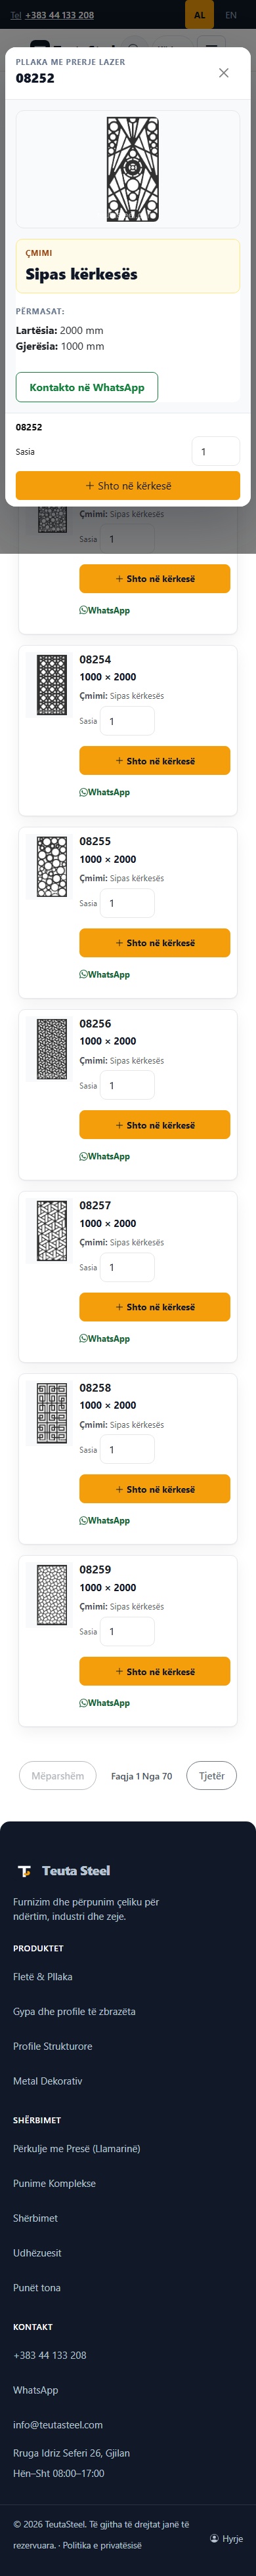 Tel +383 44 133 208
AL
EN
PLLAKA ME PRERJE LAZER
08252
ÇMIMI
Sipas kërkesës
PËRMASAT:
Lartësia: 2000 mm
Gjerësia: 1000 mm
Kontakto në WhatsApp
08252
Sasia
1
+ Shto në kërkesë
Çmimi: Sipas kërkesës
Sasia 1
+ Shto në kërkesë
WhatsApp
08254
1000 × 2000
Çmimi: Sipas kërkesës
Sasia 1
+ Shto në kërkesë
WhatsApp
08255
1000 × 2000
Çmimi: Sipas kërkesës
Sasia 1
+ Shto në kërkesë
WhatsApp
08256
1000 × 2000
Çmimi: Sipas kërkesës
Sasia 1
+ Shto në kërkesë
WhatsApp
08257
1000 × 2000
Çmimi: Sipas kërkesës
Sasia 1
+ Shto në kërkesë
WhatsApp
08258
1000 × 2000
Çmimi: Sipas kërkesës
Sasia 1
+ Shto në kërkesë
WhatsApp
08259
1000 × 2000
Çmimi: Sipas kërkesës
Sasia 1
+ Shto në kërkesë
WhatsApp
Mëparshëm
Faqja 1 Nga 70
Tjetër
Teuta Steel
Furnizim dhe përpunim çeliku për
ndërtim, industri dhe zeje.
PRODUKTET
Fletë & Pllaka
Gypa dhe profile të zbrazëta
Profile Strukturore
Metal Dekorativ
SHËRBIMET
Përkulje me Presë (Llamarinë)
Punime Komplekse
Shërbimet
Udhëzuesit
Punët tona
KONTAKT
+383 44 133 208
WhatsApp
info@teutasteel.com
Rruga Idriz Seferi 26, Gjilan
Hën–Sht 08:00–17:00
© 2026 TeutaSteel. Të gjitha të drejtat janë të
rezervuara. · Politika e privatësisë
Hyrje